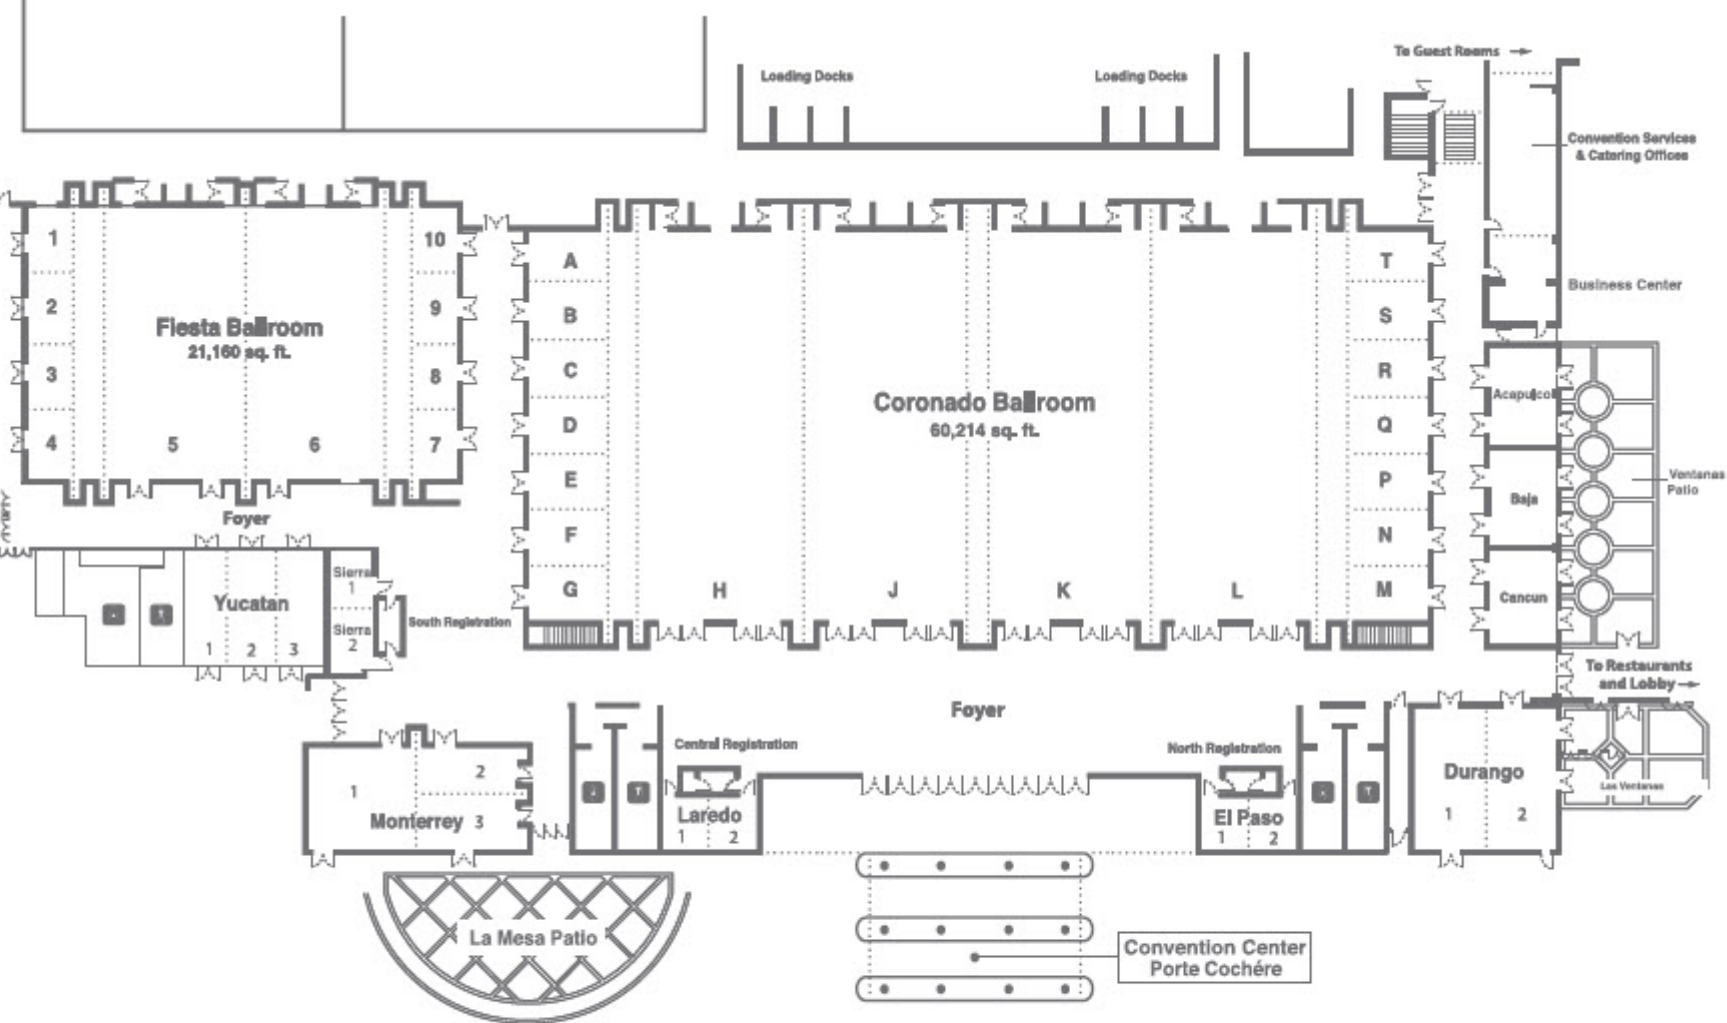 To Guest Rooms
Loading Docks
Loading Docks
Convention Services
& Catering Offices
1
10
A
T
2
9
B
S
Business Center
Fiesta Ballroom
21,160 sq. ft.
3
8
C
R
Acapulco
Coronado Ballroom
60,214 sq. ft.
4
5
6
7
D
Q
E
P
Baja
Ventanas
Patio
Foyer
F
N
Sierra
1
G
H
J
K
L
M
Cancun
Yucatan
1
2
3
Sierra
2
South Registration
To Restaurants
and Lobby
Foyer
Central Registration
North Registration
1
2
Monterrey
3
Laredo
1
2
El Paso
1
2
Durango
1
2
Las Ventanas
La Mesa Patio
Convention Center
Porte Cochére